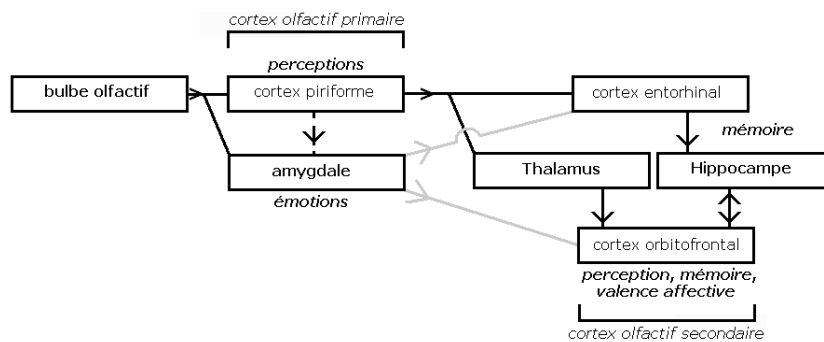 cortex olfactif primaire
perceptions
bulbe olfactif
cortex piriforme
cortex entorhinal
mémoire
amygdale
Thalamus
Hippocampe
émotions
cortex orbitofrontal
perception, mémoire,
valence affective
cortex olfactif secondaire